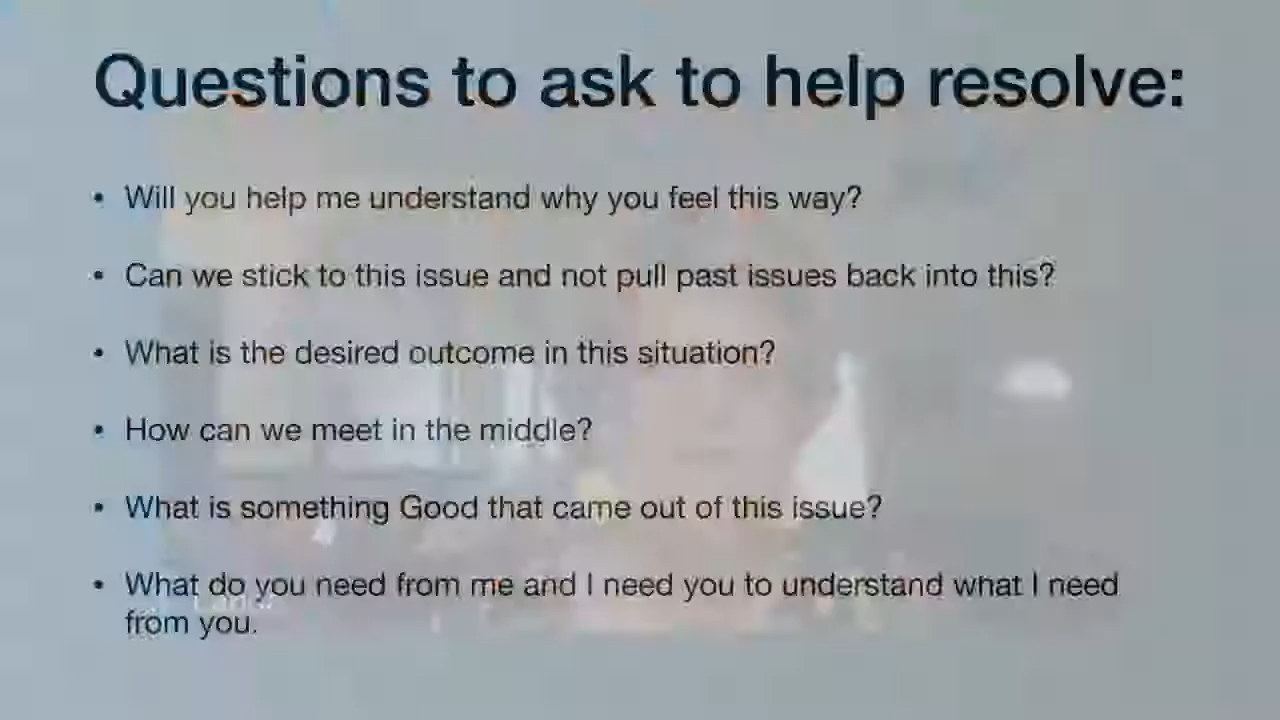 Questions to ask to help resolve:
• Will you help me understand why you feel this way?
• Can we stick to this issue and not pull past issues back into this?
• What is the desired outcome in this situation?
• How can we meet in the middle?
• What is something Good that came out of this issue?
• What do you need from me and I need you to understand what I need
from you.